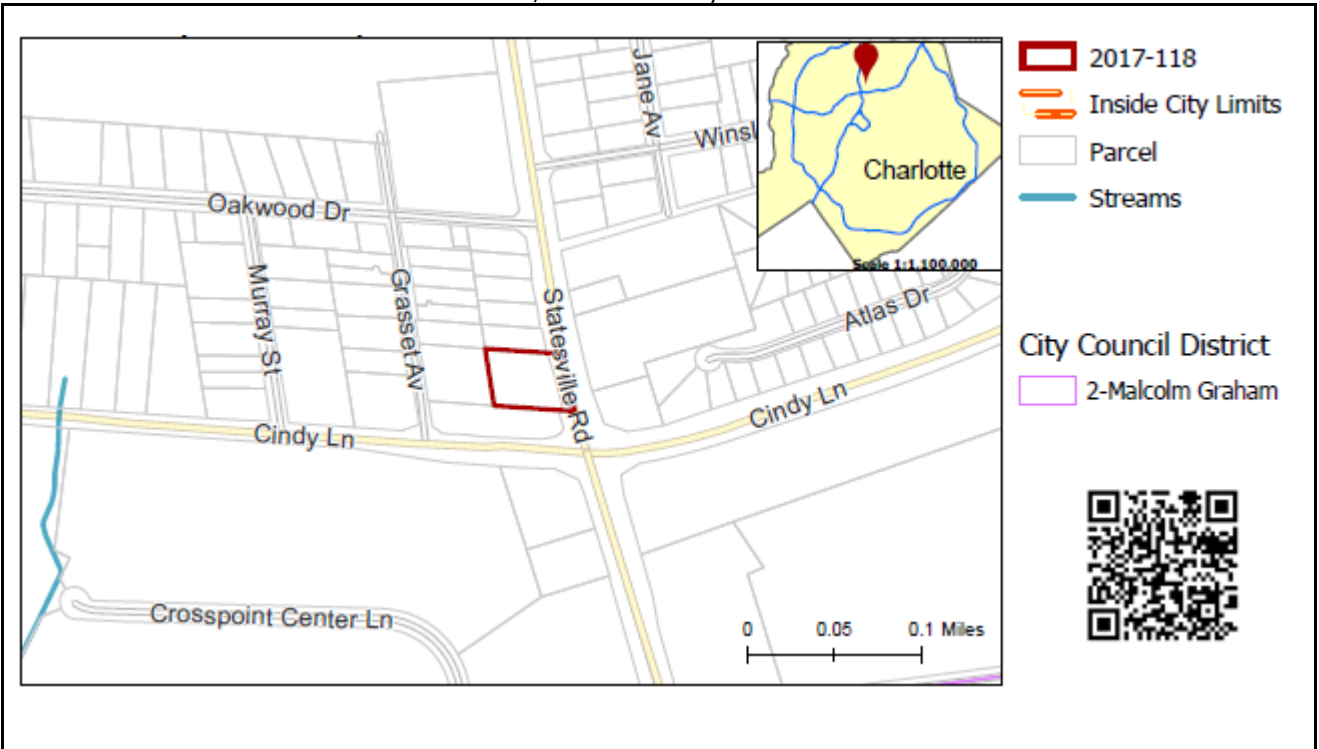 2017-118
Inside City Limits
Parcel
Streams
City Council District
2-Malcolm Graham
Charlotte
Scale 1:1,100,000
Jane Av
Oakwood Dr
Murray St
Grasset Av
Statesville Rd
Atlas Dr
Cindy Ln
Cindy Ln
Crosspoint Center Ln
0 0.05 0.1 Miles